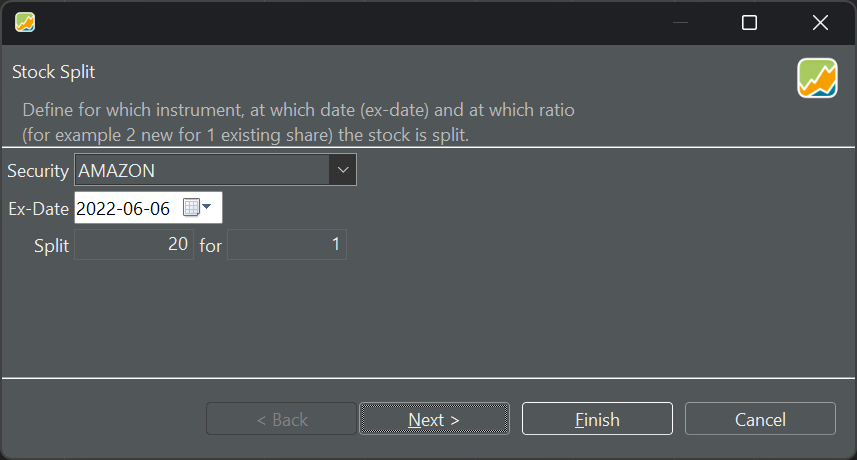 Stock Split
Define for which instrument, at which date (ex-date) and at which ratio
(for example 2 new for 1 existing share) the stock is split.
Security AMAZON
Ex-Date 2022-06-06
Split 20 for 1
< Back Next > Finish Cancel